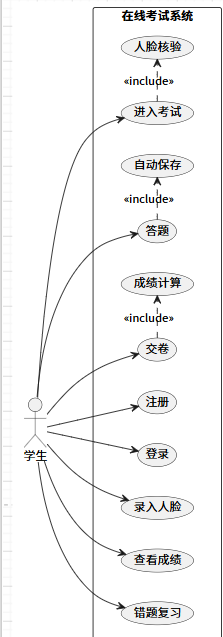 在线考试系统
人脸核验
«include»
进入考试
自动保存
«include»
答题
成绩计算
«include»
交卷
注册
登录
学生
录入人脸
查看成绩
错题复习